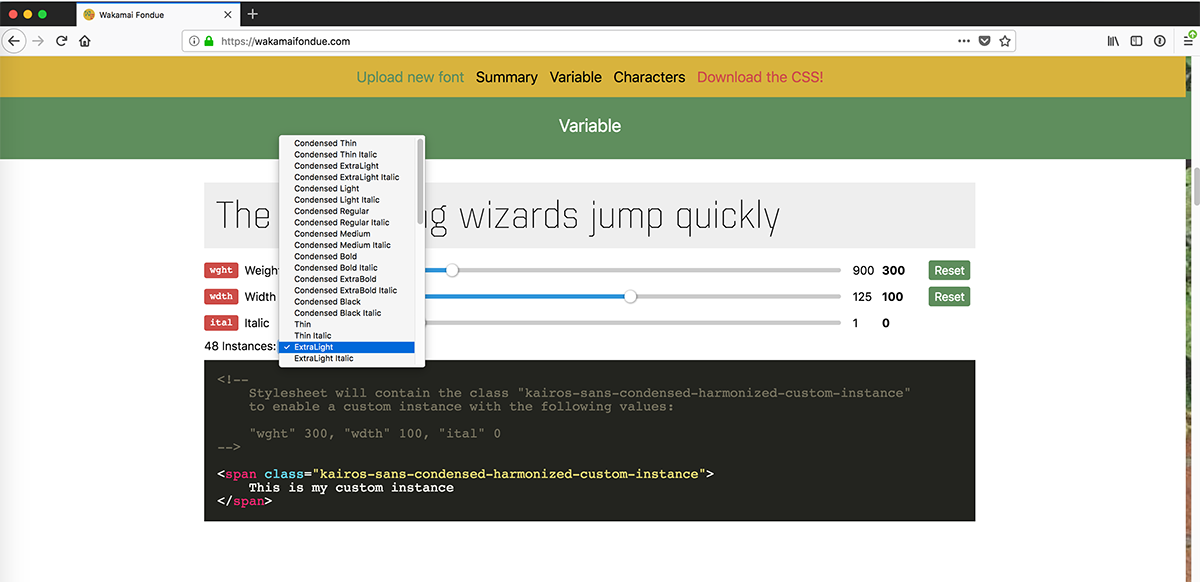 Wakamai Fondue
https://wakamaifondue.com
Upload new font Summary Variable Characters Download the CSS!
Variable
Condensed Thin
Condensed Thin Italic
Condensed ExtraLight
Condensed ExtraLight Italic
Condensed Light
Condensed Light Italic
Condensed Regular
Condensed Regular Italic
Condensed Medium
Condensed Medium Italic
Condensed Bold
Condensed Bold Italic
Condensed ExtraBold
Condensed ExtraBold Italic
Condensed Black
Condensed Black Italic
Thin
Thin Italic
ExtraLight
ExtraLight Italic
The wizards jump quickly
wght Weight 900 300 Reset
wdth Width 125 100 Reset
ital Italic 1 0
48 Instances:
<!--
Stylesheet will contain the class "kairos-sans-condensed-harmonized-custom-instance"
to enable a custom instance with the following values:
"wght" 300, "wdth" 100, "ital" 0
-->
<span class="kairos-sans-condensed-harmonized-custom-instance">
This is my custom instance
</span>